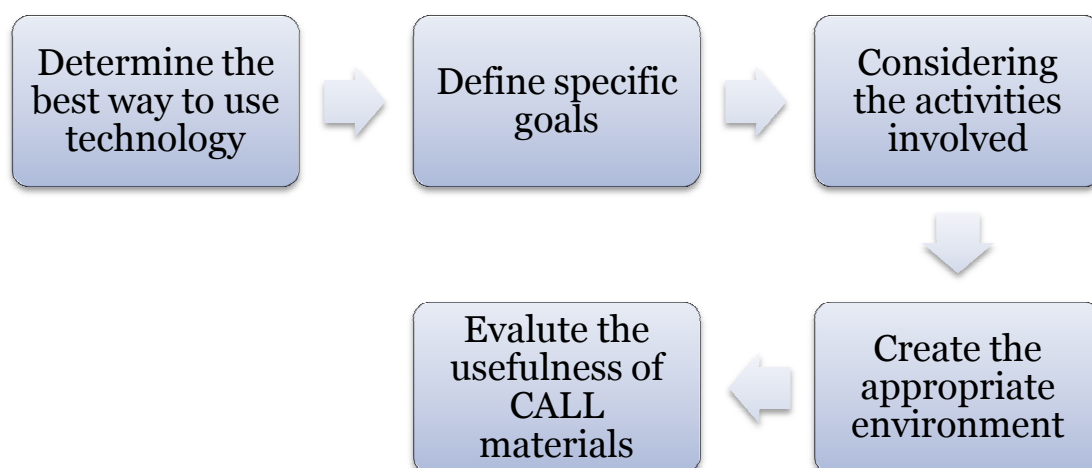 Determine the
best way to use
technology
Define specific
goals
Considering
the activities
involved
Create the
appropriate
environment
Evalute the
usefulness of
CALL
materials